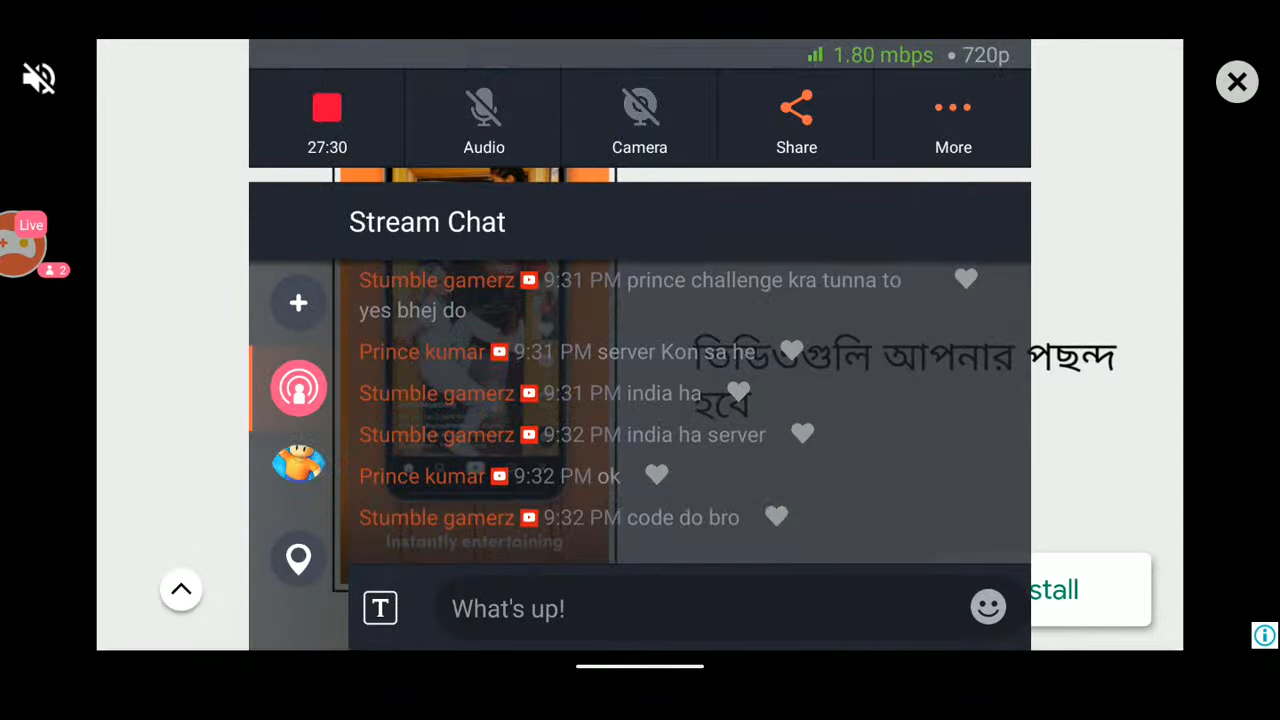 1.80 mbps • 720p
27:30
Audio
Camera
Share
More
Live
2
Stream Chat
Stumble gamerz 9:31 PM prince challenge kra tunna to
yes bhej do
Prince kumar 9:31 PM server Kon sa he
Stumble gamerz 9:31 PM india ha
Stumble gamerz 9:32 PM india ha server
Prince kumar 9:32 PM ok
Stumble gamerz 9:32 PM code do bro
ভিডিওগুলি আপনার পছন্দ
হবে
Instantly entertaining
T What's up!
stall